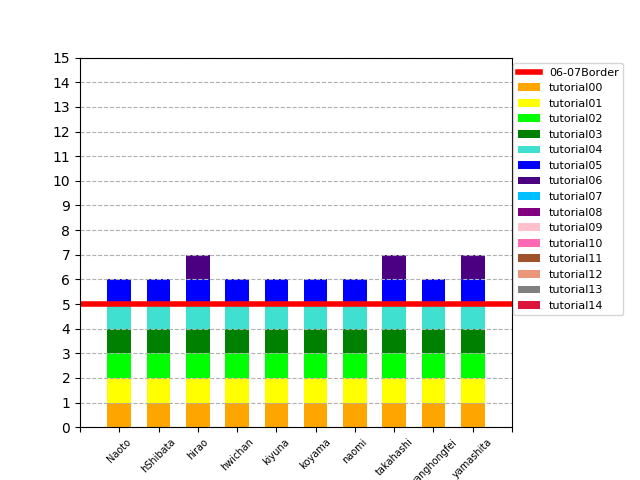 15
14
13
12
11
10
9
8
7
6
5
4
3
2
1
0
06-07Border
tutorial00
tutorial01
tutorial02
tutorial03
tutorial04
tutorial05
tutorial06
tutorial07
tutorial08
tutorial09
tutorial10
tutorial11
tutorial12
tutorial13
tutorial14
Naoto
hShibata
hirao
hwichan
kiyuna
koyama
naomi
takahashi
yamashita